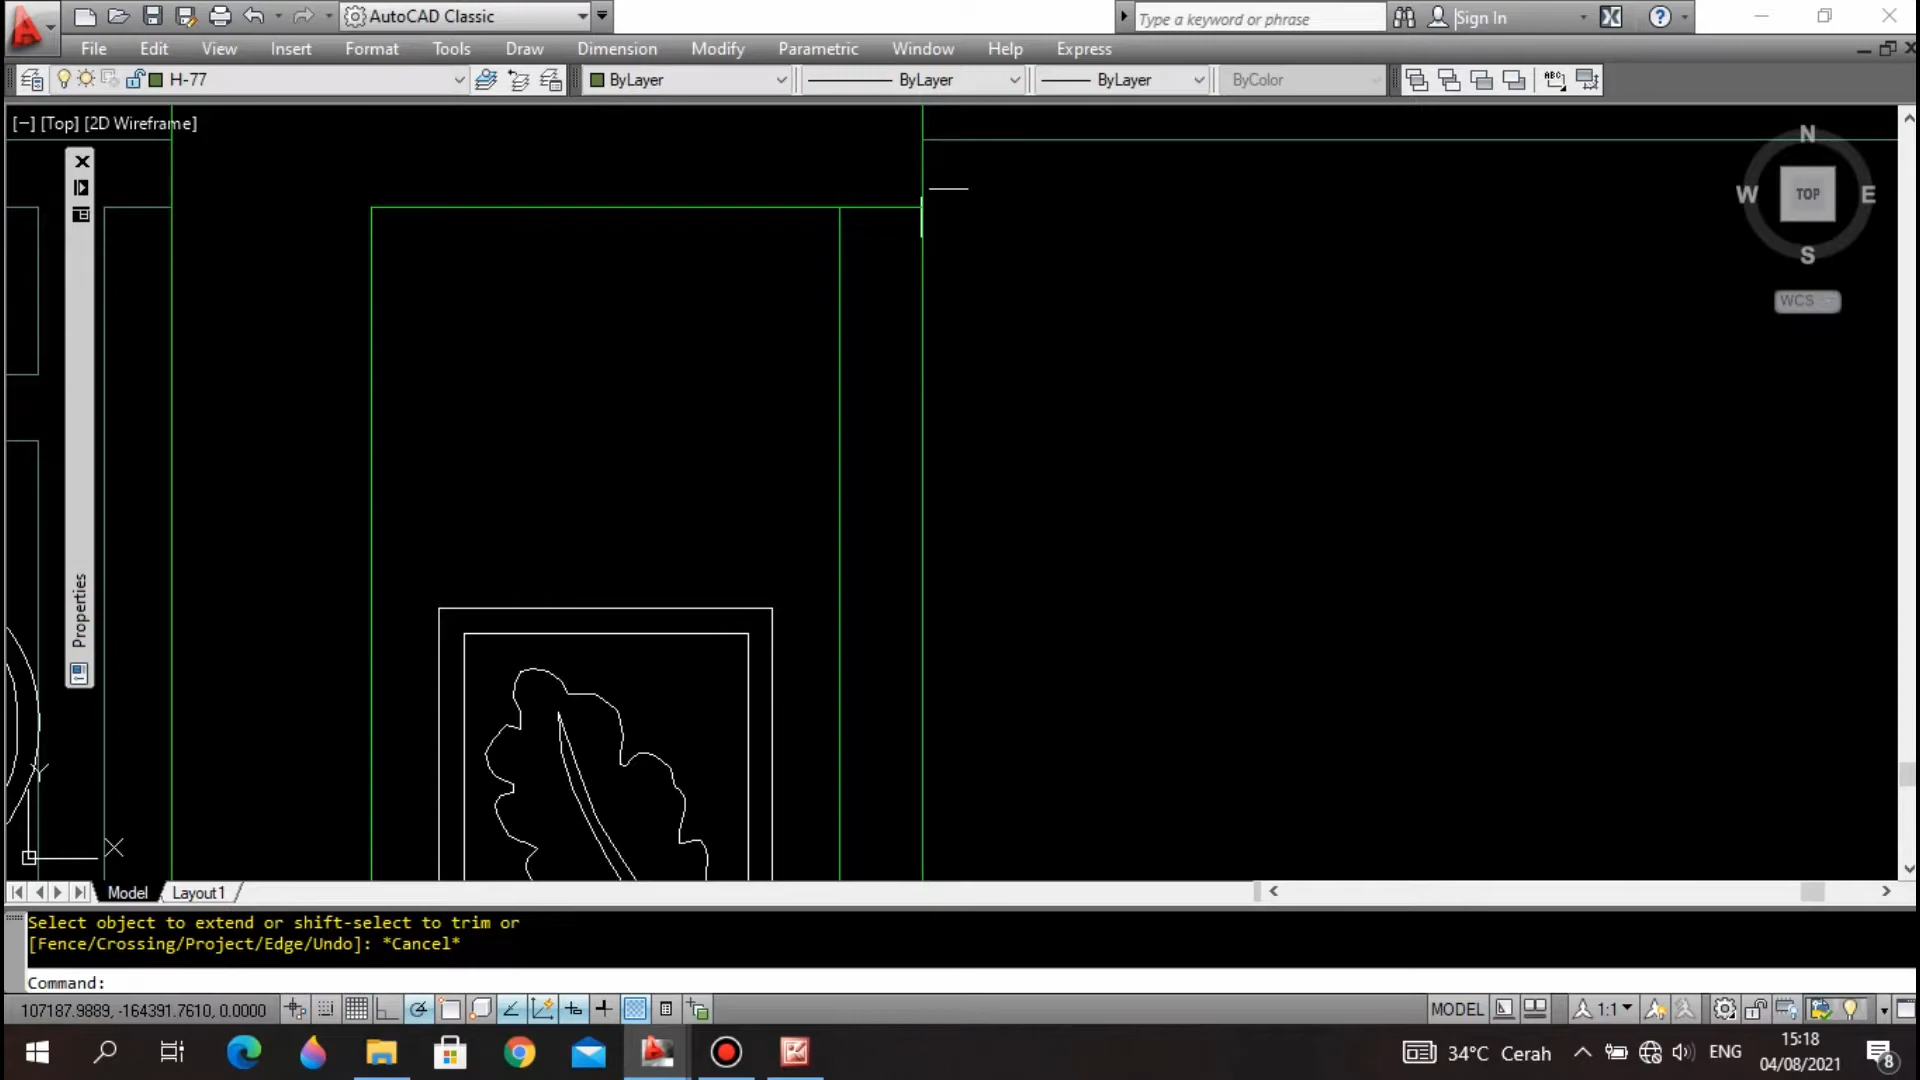 AutoCAD Classic
Type a keyword or phrase
Sign In
File Edit View Insert Format Tools Draw Dimension Modify Parametric Window Help Express
H-77 ByLayer ByLayer ByLayer ByColor
[−] [Top] [2D Wireframe]
N
W TOP E
S
WCS
Properties
Y
X
Model Layout1
Select object to extend or shift-select to trim or
[Fence/Crossing/Project/Edge/Undo]: *Cancel*
Command:
107187.9889, -164391.7610, 0.0000 MODEL 1:1
34°C Cerah ENG 15:18
04/08/2021
8